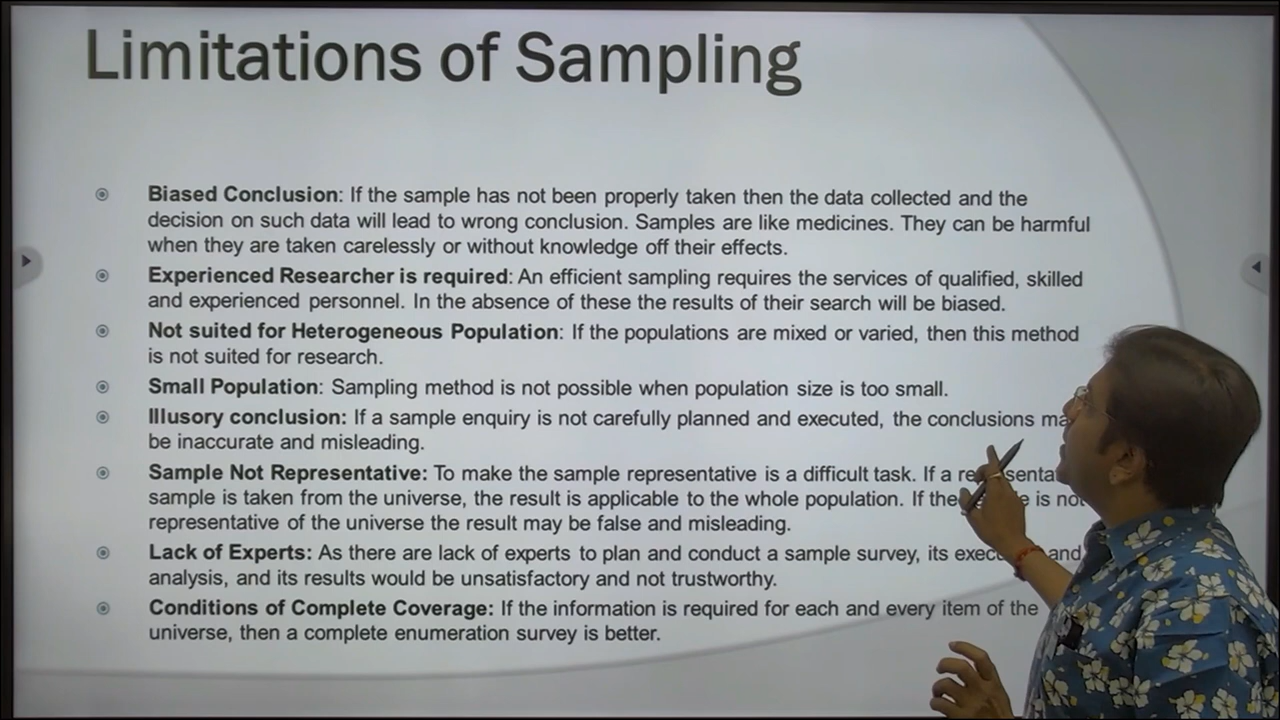 Limitations of Sampling
Biased Conclusion: If the sample has not been properly taken then the data collected and the
decision on such data will lead to wrong conclusion. Samples are like medicines. They can be harmful
when they are taken carelessly or without knowledge off their effects.
Experienced Researcher is required: An efficient sampling requires the services of qualified, skilled
and experienced personnel. In the absence of these the results of their search will be biased.
Not suited for Heterogeneous Population: If the populations are mixed or varied, then this method
is not suited for research.
Small Population: Sampling method is not possible when population size is too small.
Illusory conclusion: If a sample enquiry is not carefully planned and executed, the conclusions
be inaccurate and misleading.
Sample Not Representative: To make the sample representative is a difficult task. If a
sample is taken from the universe, the result is applicable to the whole population. If the is not
representative of the universe the result may be false and misleading.
Lack of Experts: As there are lack of experts to plan and conduct a sample survey, its and
analysis, and its results would be unsatisfactory and not trustworthy.
Conditions of Complete Coverage: If the information is required for each and every item of the
universe, then a complete enumeration survey is better.